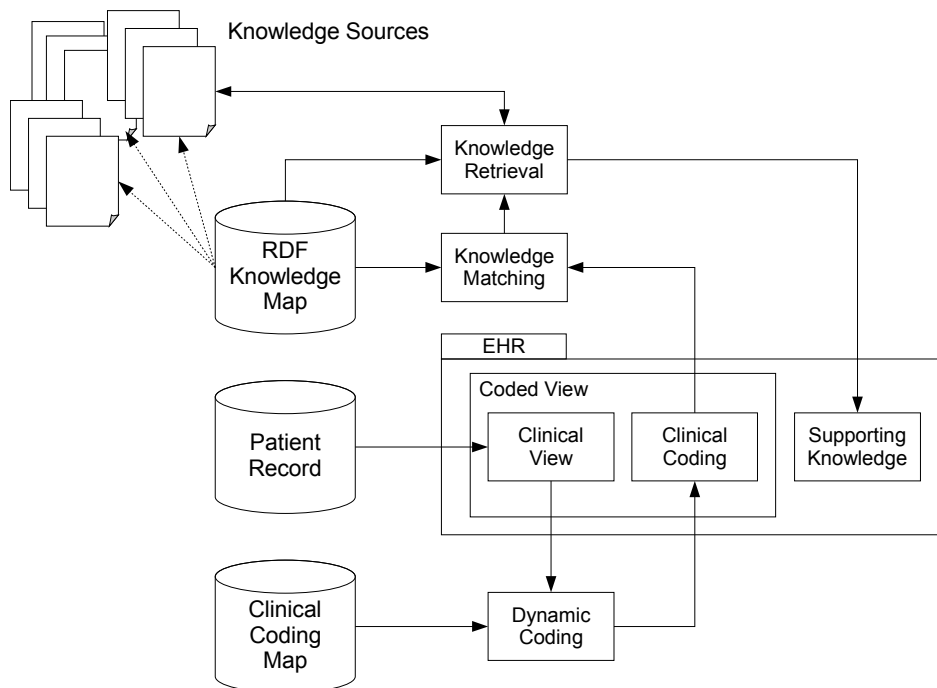 Knowledge Sources
Knowledge
Retrieval
RDF
Knowledge
Map
Knowledge
Matching
EHR
Coded View
Patient
Record
Clinical
View
Clinical
Coding
Supporting
Knowledge
Clinical
Coding
Map
Dynamic
Coding